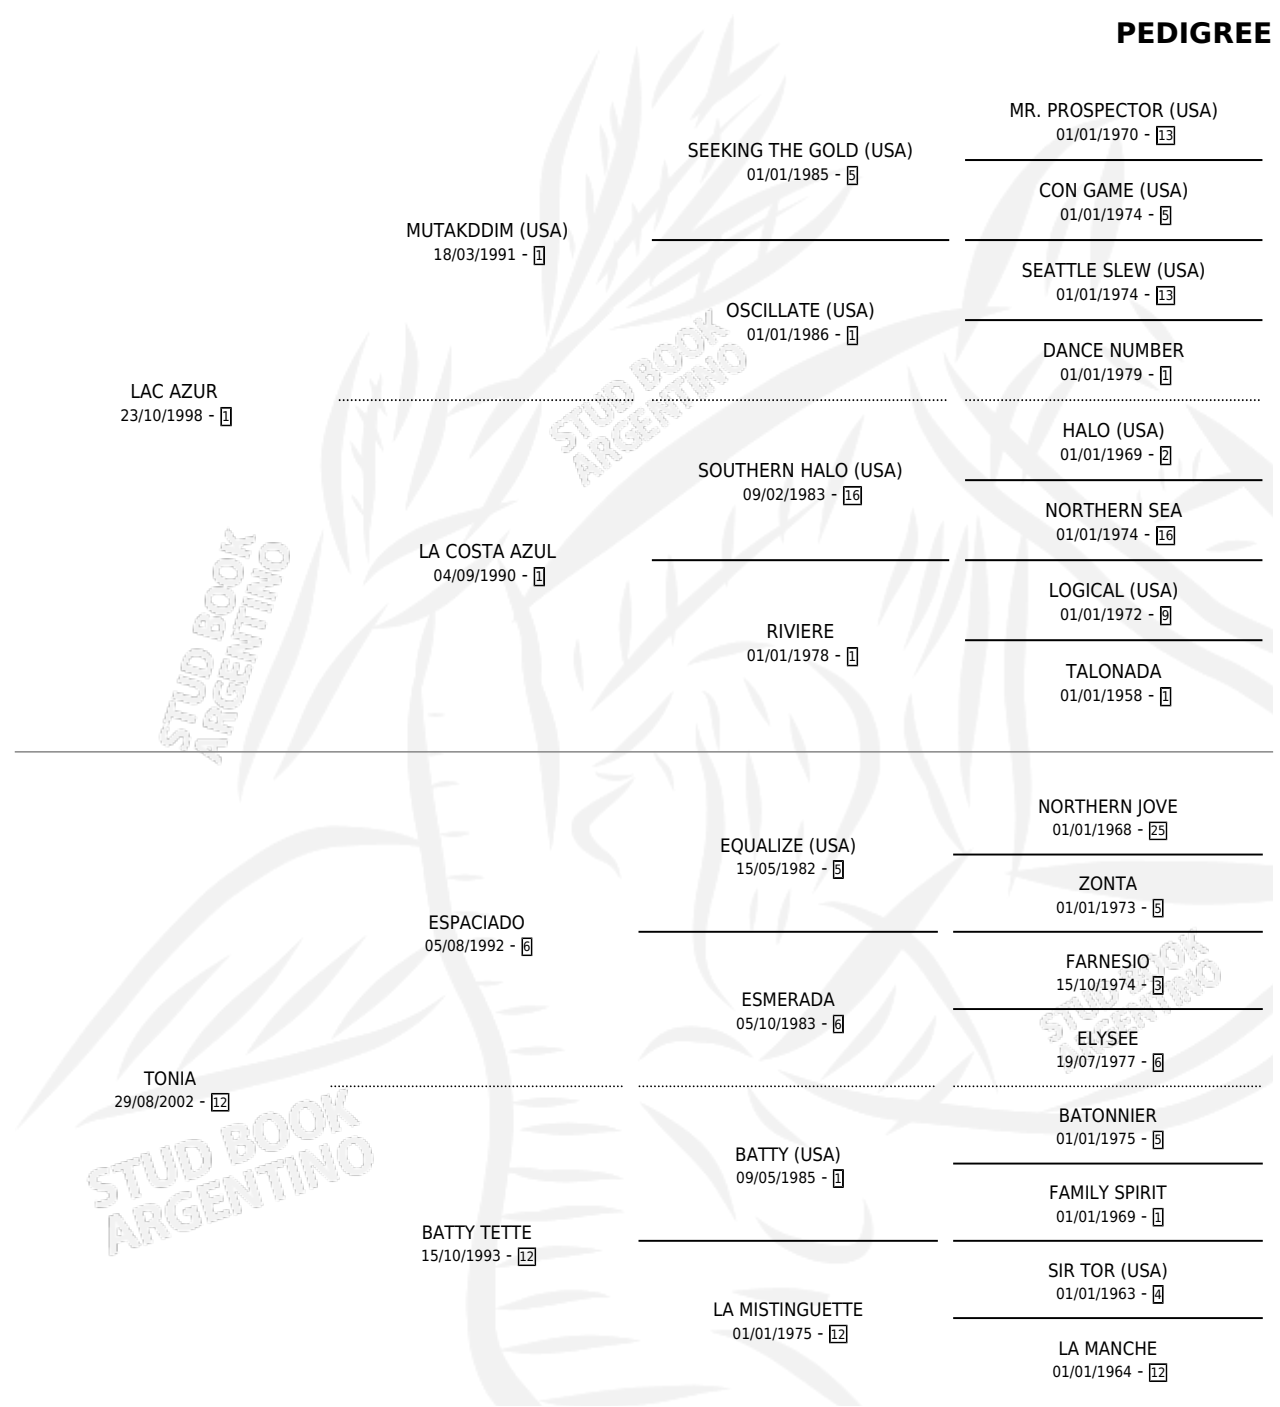 PEDIGREE
MR. PROSPECTOR (USA)
01/01/1970 - 13
SEEKING THE GOLD (USA)
01/01/1985 - 5
CON GAME (USA)
01/01/1974 - 5
MUTAKDDIM (USA)
18/03/1991 - 1
SEATTLE SLEW (USA)
01/01/1974 - 13
OSCILLATE (USA)
01/01/1986 - 1
DANCE NUMBER
01/01/1979 - 1
LAC AZUR
23/10/1998 - 1
STUD BOOK
ARGENTINO
HALO (USA)
01/01/1969 - 2
SOUTHERN HALO (USA)
09/02/1983 - 16
NORTHERN SEA
01/01/1974 - 16
LA COSTA AZUL
04/09/1990 - 1
LOGICAL (USA)
01/01/1972 - 9
RIVIERE
01/01/1978 - 1
TALONADA
01/01/1958 - 1
STUD BOOK
ARGENTINO
NORTHERN JOVE
01/01/1968 - 25
EQUALIZE (USA)
15/05/1982 - 5
ZONTA
01/01/1973 - 5
ESPACIADO
05/08/1992 - 6
FARNESIO
15/10/1974 - 3
ESMERADA
05/10/1983 - 6
ELYSEE
19/07/1977 - 6
STUD BOOK
ARGENTINO
TONIA
29/08/2002 - 12
BATONNIER
01/01/1975 - 5
BATTY (USA)
09/05/1985 - 1
FAMILY SPIRIT
01/01/1969 - 1
BATTY TETTE
15/10/1993 - 12
SIR TOR (USA)
01/01/1963 - 4
LA MISTINGUETTE
01/01/1975 - 12
LA MANCHE
01/01/1964 - 12
STUD BOOK
ARGENTINO